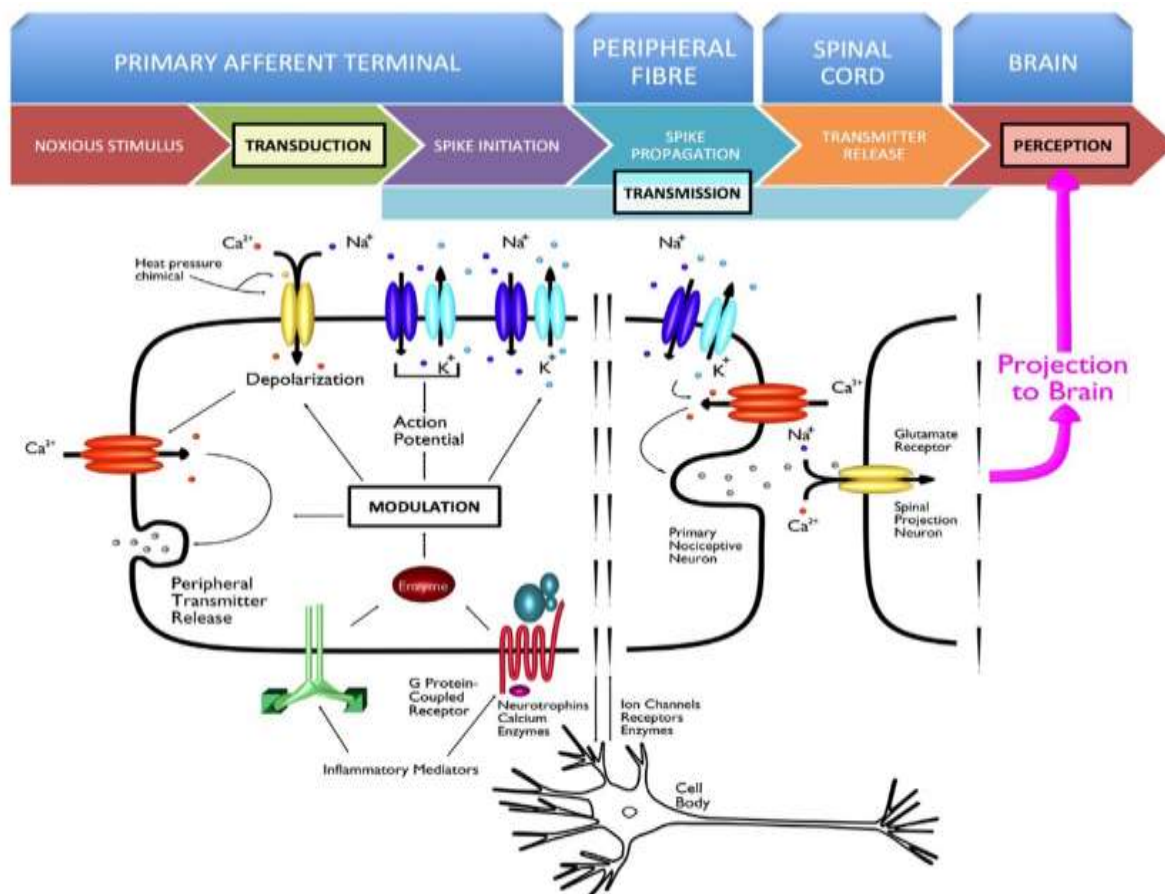 PRIMARY AFFERENT TERMINAL
PERIPHERAL
FIBRE
SPINAL
CORD
BRAIN
NOXIOUS STIMULUS
TRANSDUCTION
SPIKE INITIATION
SPIKE
PROPAGATION
TRANSMITTER
RELEASE
PERCEPTION
TRANSMISSION
Ca²⁺
Na⁺
Na⁺
Na⁺
Heat pressure
chimical
K⁺
K⁺
K⁺
Depolarization
Action
Potential
Ca²⁺
MODULATION
Enzyme
Peripheral
Transmitter
Release
G Protein-
Coupled
Receptor
Neurotrophins
Calcium
Enzymes
Inflammatory Mediators
Ion Channels
Receptors
Enzymes
Cell
Body
Ca²⁺
Na⁺
Ca²⁺
Primary
Nociceptive
Neuron
Glutamate
Receptor
Spinal
Projection
Neuron
Projection
to Brain